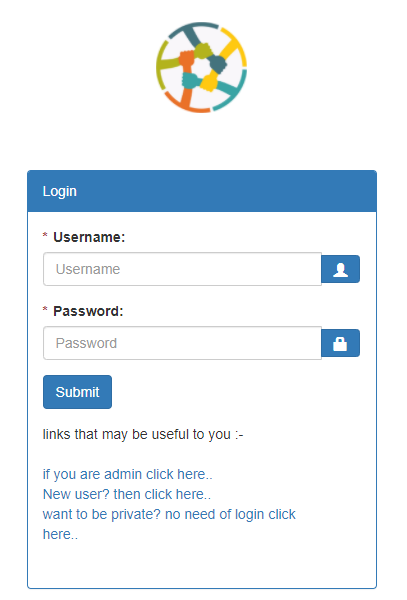 Login
* Username:
Username
* Password:
Password
Submit
links that may be useful to you :-
if you are admin click here..
New user? then click here..
want to be private? no need of login click
here..